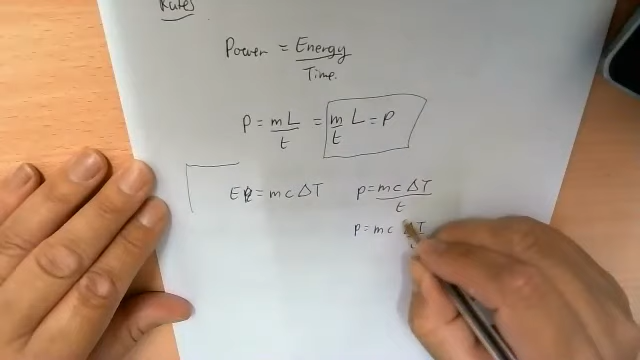 Rates
Power = Energy / Time.
P = mL / t = m / t L = P
E = mcΔT
P = mcΔT / t
P = mc T